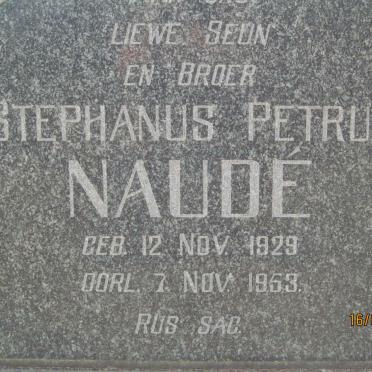 LIEWE SEUN
EN BROER
STEPHANUS PETRU
NAUDÉ
GEB. 12 NOV. 1929
OORL. 7 NOV 1953.
RUS SAG.
16/